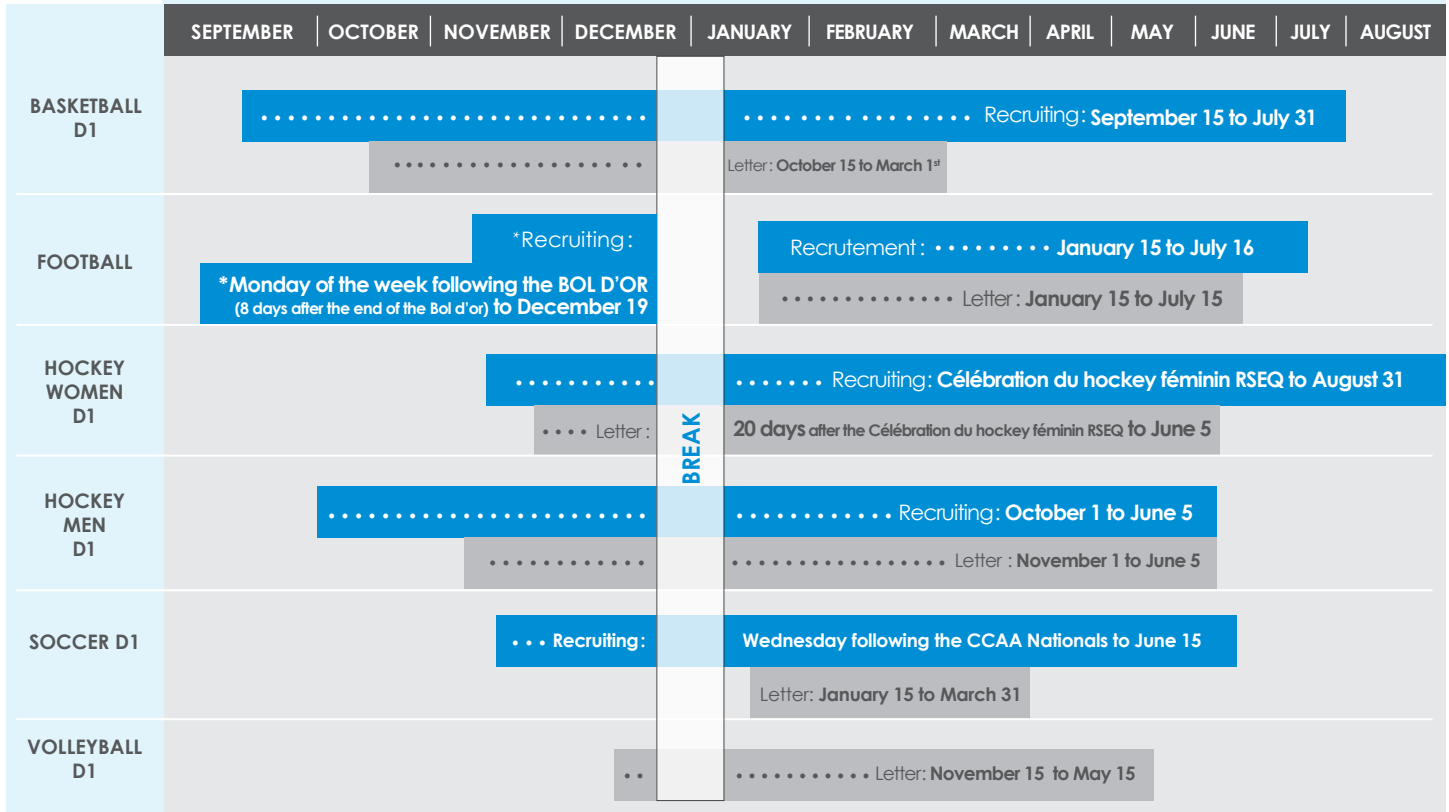 SEPTEMBER OCTOBER NOVEMBER DECEMBER JANUARY FEBRUARY MARCH APRIL MAY JUNE JULY AUGUST
BASKETBALL
D1
Recruiting: September 15 to July 31
Letter: October 15 to March 1st
FOOTBALL
*Recruiting:
*Monday of the week following the BOL D'OR
(8 days after the end of the Bol d'or) to December 19
Recrutement: January 15 to July 16
Letter: January 15 to July 15
HOCKEY
WOMEN
D1
Recruiting: Célébration du hockey féminin RSEQ to August 31
Letter: 20 days after the Célébration du hockey féminin RSEQ to June 5
BREAK
HOCKEY
MEN
D1
Recruiting: October 1 to June 5
Letter : November 1 to June 5
SOCCER D1
Recruiting: Wednesday following the CCAA Nationals to June 15
Letter: January 15 to March 31
VOLLEYBALL
D1
Letter: November 15 to May 15